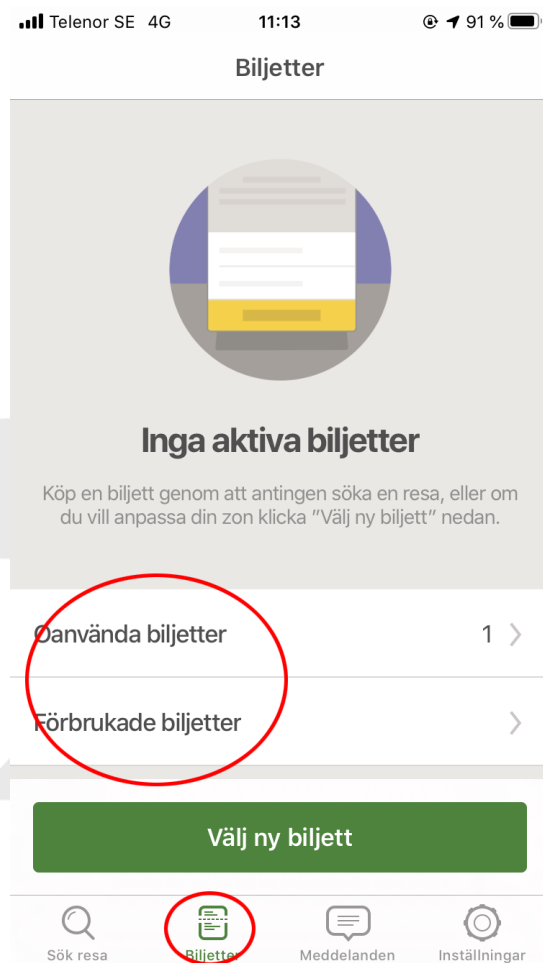 Telenor SE 4G 11:13 91 %
Biljetter
Inga aktiva biljetter
Köp en biljett genom att antingen söka en resa, eller om
du vill anpassa din zon klicka ”Välj ny biljett” nedan.
Oanvända biljetter 1
Förbrukade biljetter
Välj ny biljett
Sök resa Biljetter Meddelanden Inställningar